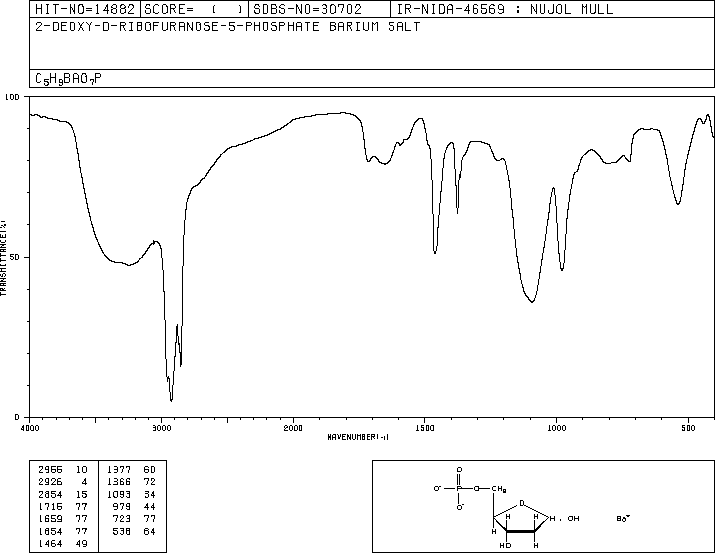 HIT-NO=14882 SCORE= ( ) SDBS-NO=30702 IR-NIDA-46569 : NUJOL MULL
2-DEOXY-D-RIBOFURANOSE-5-PHOSPHATE BARIUM SALT
C5H9BAO7P
100
50
0
TRANSMITTANCE(%)
4000 3000 2000 1500 1000 500
WAVENUMBER(-1)
2956 10 1377 60
2926 4 1366 72
2854 15 1093 34
1715 77 979 44
1659 77 723 77
1654 77 538 64
1464 49
O
O- P O CH2
O-
O
H H H H, OH Ba2+
HO H